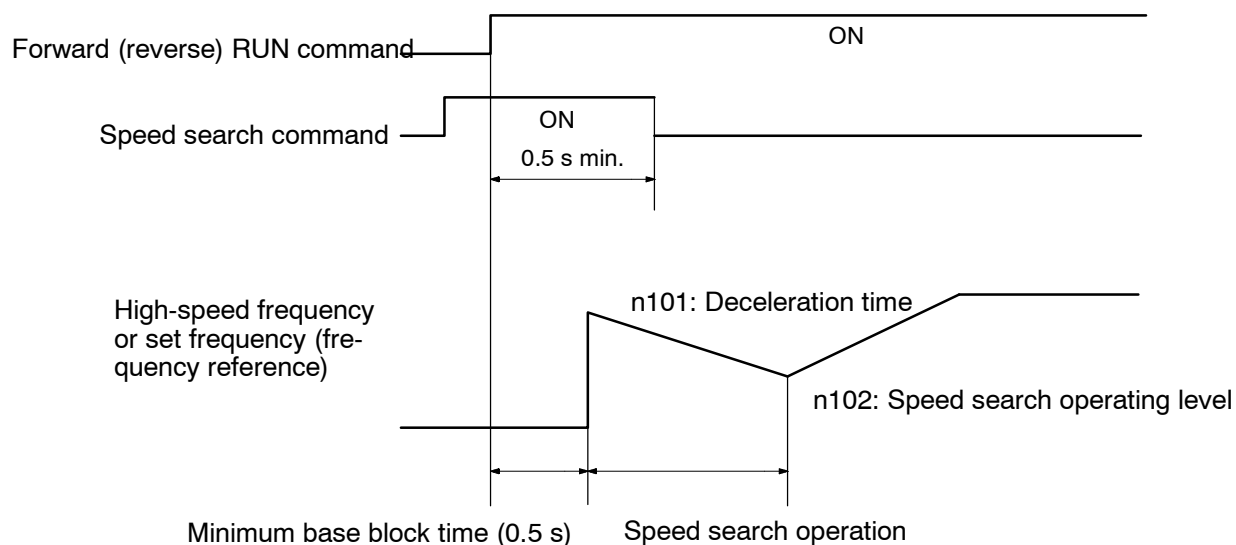 Forward (reverse) RUN command
ON
Speed search command
ON
0.5 s min.
High-speed frequency
or set frequency (fre-
quency reference)
n101: Deceleration time
n102: Speed search operating level
Minimum base block time (0.5 s)
Speed search operation